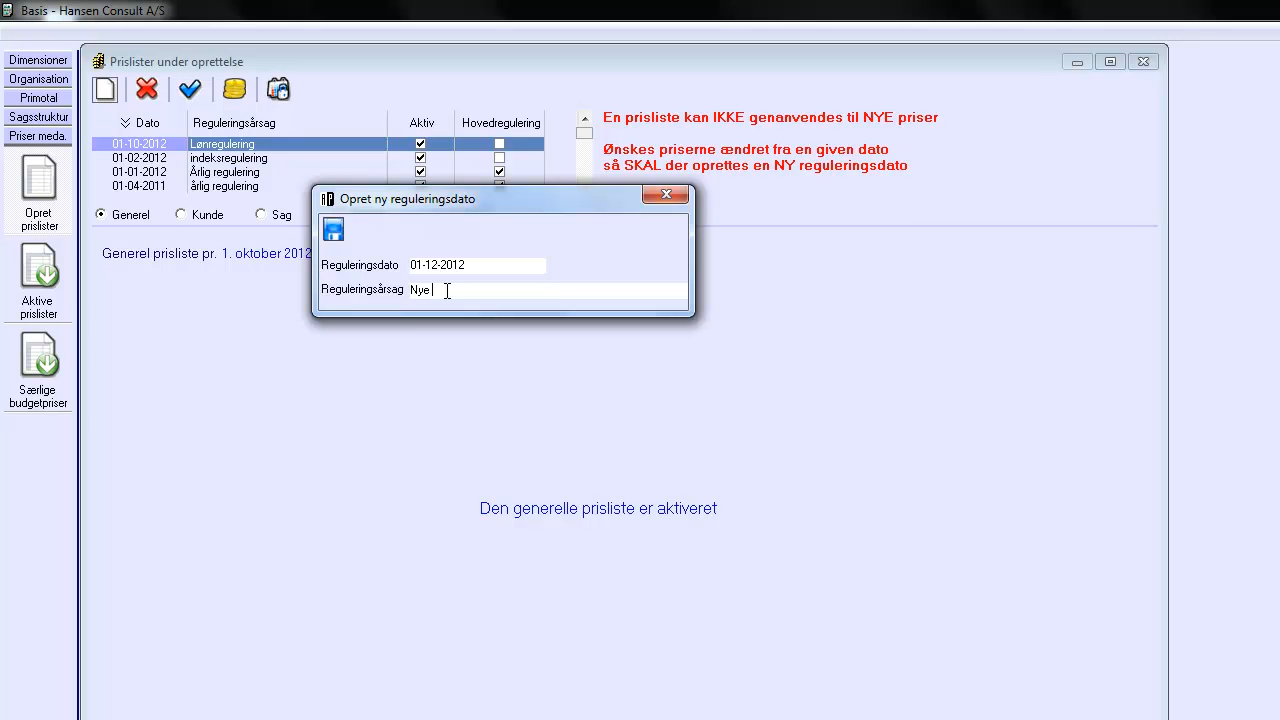 Basis - Hansen Consult A/S
Dimensioner
Organisation
Primotal
Sagsstruktur
Priser meda.
Opret
prislister
Aktive
prislister
Særlige
budgetpriser
Prislister under oprettelse
Dato Reguleringsårsag Aktiv Hovedregulering
01-10-2012 Lønregulering
01-02-2012 indeksregulering
01-01-2012 Årlig regulering
01-04-2011 årlig regulering
En prisliste kan IKKE genanvendes til NYE priser
Ønskes priserne ændret fra en given dato
så SKAL der oprettes en NY reguleringsdato
Generel Kunde Sag
Generel prisliste pr. 1. oktober 2012
Opret ny reguleringsdato
Reguleringsdato 01-12-2012
Reguleringsårsag Nye
Den generelle prisliste er aktiveret